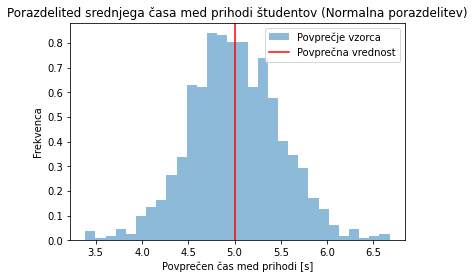 Porazdelited srednjega časa med prihodi študentov (Normalna porazdelitev)
Povprečje vzorca
Povprečna vrednost
Frekvenca
0.8
0.7
0.6
0.5
0.4
0.3
0.2
0.1
0.0
3.5 4.0 4.5 5.0 5.5 6.0 6.5
Povprečen čas med prihodi [s]